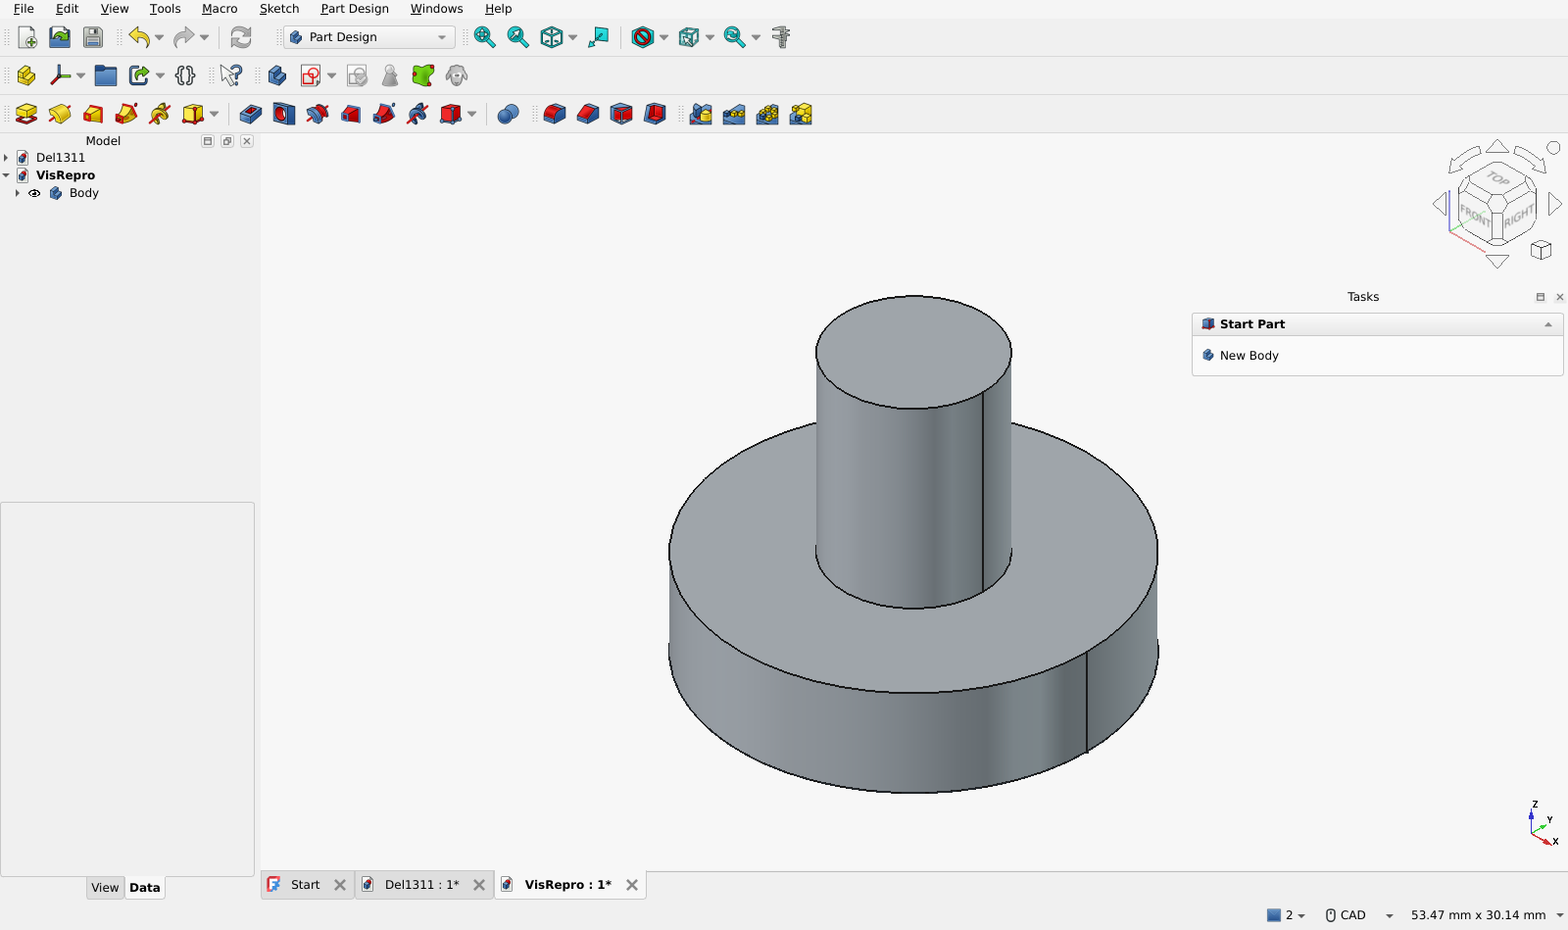 File Edit View Tools Macro Sketch Part Design Windows Help
Part Design
Model
Del1311
VisRepro
Body
TOP
FRONT RIGHT
Tasks
Start Part
New Body
Z
Y
X
View Data
Start Del1311 : 1* VisRepro : 1*
2 CAD 53.47 mm x 30.14 mm